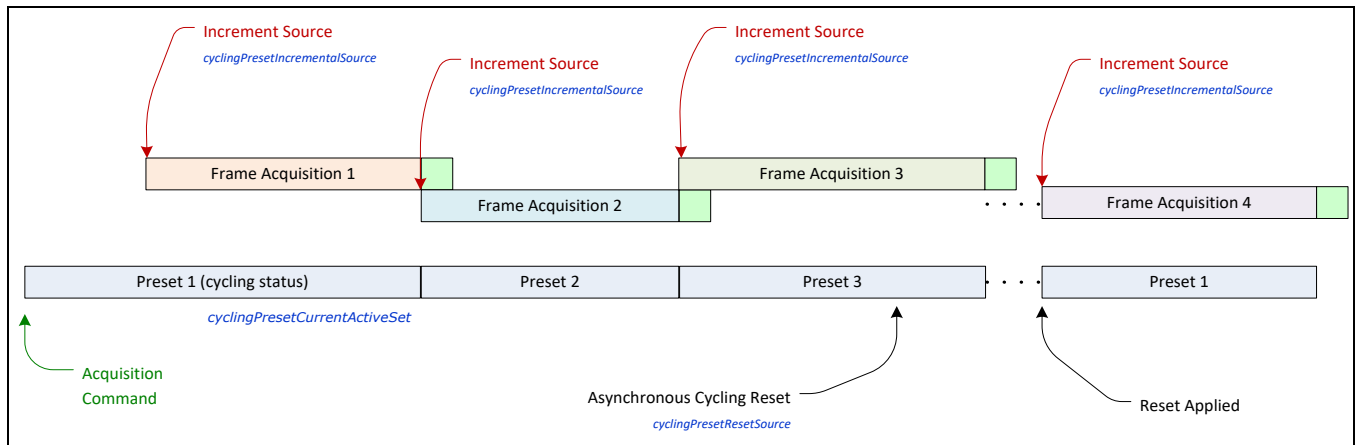 Increment Source
cyclingPresetIncrementalSource
Increment Source
cyclingPresetIncrementalSource
Increment Source
cyclingPresetIncrementalSource
Increment Source
cyclingPresetIncrementalSource
Frame Acquisition 1
Frame Acquisition 2
Frame Acquisition 3
. . . .
Frame Acquisition 4
Preset 1 (cycling status)
Preset 2
Preset 3
. . . .
Preset 1
cyclingPresetCurrentActiveSet
Acquisition
Command
Asynchronous Cycling Reset
cyclingPresetResetSource
Reset Applied